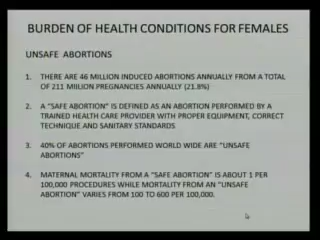 BURDEN OF HEALTH CONDITIONS FOR FEMALES
UNSAFE ABORTIONS
1. THERE ARE 46 MILLION INDUCED ABORTIONS ANNUALLY FROM A TOTAL
OF 211 MIILION PREGNANCIES ANNUALLY (21.8%)
2. A "SAFE ABORTION" IS DEFINED AS AN ABORTION PERFORMED BY A
TRAINED HEALTH CARE PROVIDER WITH PROPER EQUIPMENT, CORRECT
TECHNIQUE AND SANITARY STANDARDS
3. 40% OF ABORTIONS PERFORMED WORLD WIDE ARE "UNSAFE
ABORTIONS"
4. MATERNAL MORTALITY FROM A "SAFE ABORTION" IS ABOUT 1 PER
100,000 PROCEDURES WHILE MORTALITY FROM AN "UNSAFE
ABORTION" VARIES FROM 100 TO 600 PER 100,000.